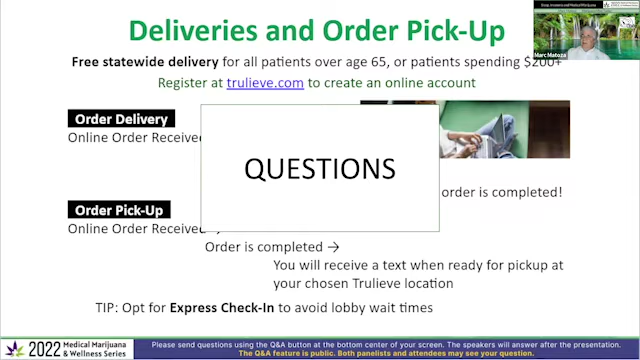 Deliveries and Order Pick-Up
Free statewide delivery for all patients over age 65, or patients spending $200+
Register at trulieve.com to create an online account
Order Delivery
Online Order Received
QUESTIONS
order is completed!
Order Pick-Up
Online Order Received
Order is completed →
You will receive a text when ready for pickup at
your chosen Trulieve location
TIP: Opt for Express Check-In to avoid lobby wait times
Marc Matoza
2022 Medical Marijuana
& Wellness Series
Please send questions using the Q&A button at the bottom center of your screen. The speakers will answer after the presentation.
The Q&A feature is public. Both panelists and attendees may see your question.